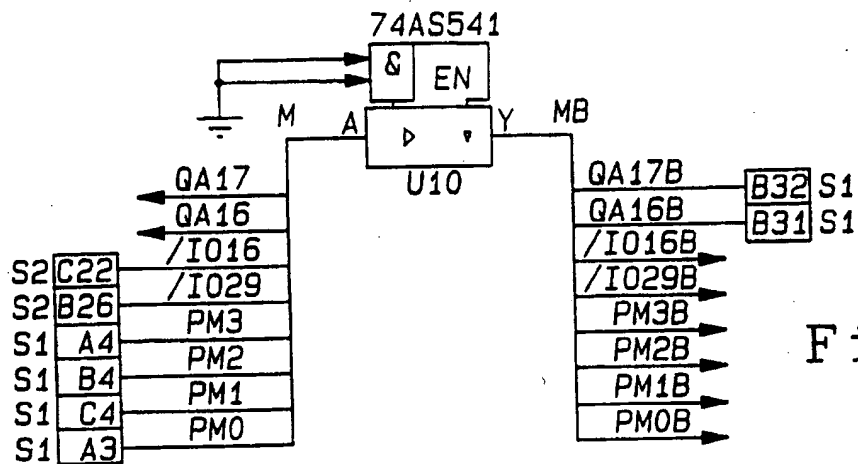 74AS541
& EN
M A Y MB
U10
QA17 QA17B B32 S1
QA16 QA16B B31 S1
S2 C22 /IO16 /IO16B
S2 B26 /IO29 /IO29B
S1 A4 PM3 PM3B
S1 B4 PM2 PM2B
S1 C4 PM1 PM1B
S1 A3 PM0 PM0B